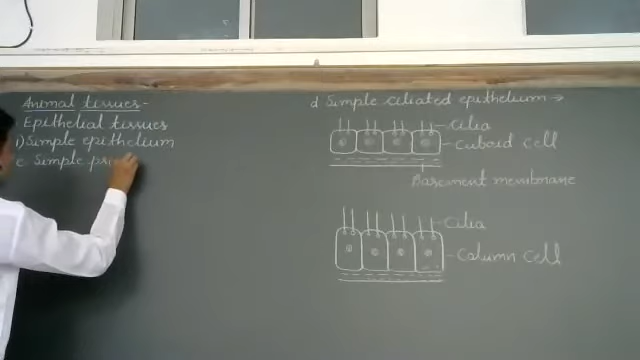 Animal tissues-
Epithelial tissues
1) Simple epithelium
e. Simple pri
d. Simple ciliated epithelium →
Cilia
Cuboid cell
Basement membrane
Cilia
Column cell